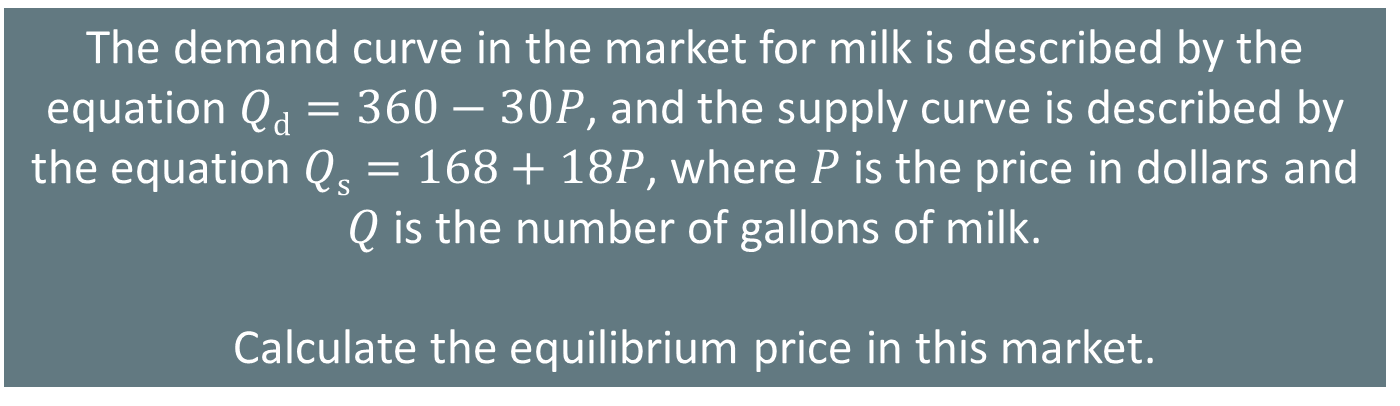 The demand curve in the market for milk is described by the
equation Q_d = 360 − 30P, and the supply curve is described by
the equation Q_s = 168 + 18P, where P is the price in dollars and
Q is the number of gallons of milk.
Calculate the equilibrium price in this market.